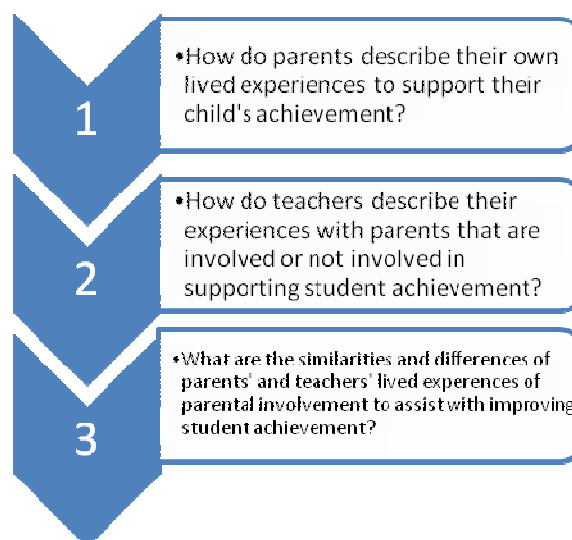 1
•How do parents describe their own
lived experiences to support their
child's achievement?
2
•How do teachers describe their
experiences with parents that are
involved or not involved in
supporting student achievement?
3
•What are the similarities and differences of
parents' and teachers' lived experences of
parental involvement to assist with improving
student achievement?